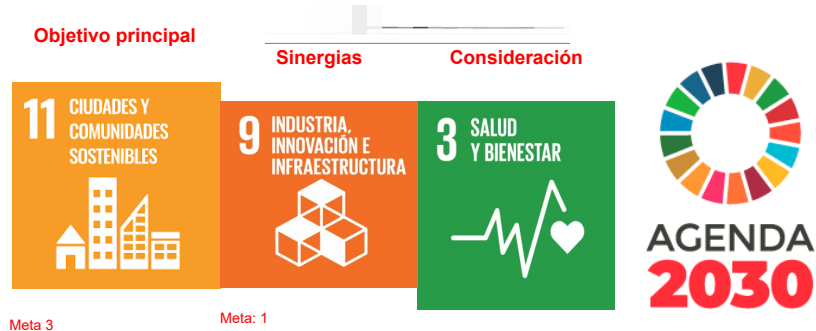 Objetivo principal
Sinergias
Consideración
11 CIUDADES Y
COMUNIDADES
SOSTENIBLES
9 INDUSTRIA,
INNOVACIÓN E
INFRAESTRUCTURA
3 SALUD
Y BIENESTAR
AGENDA
2030
Meta 3
Meta: 1